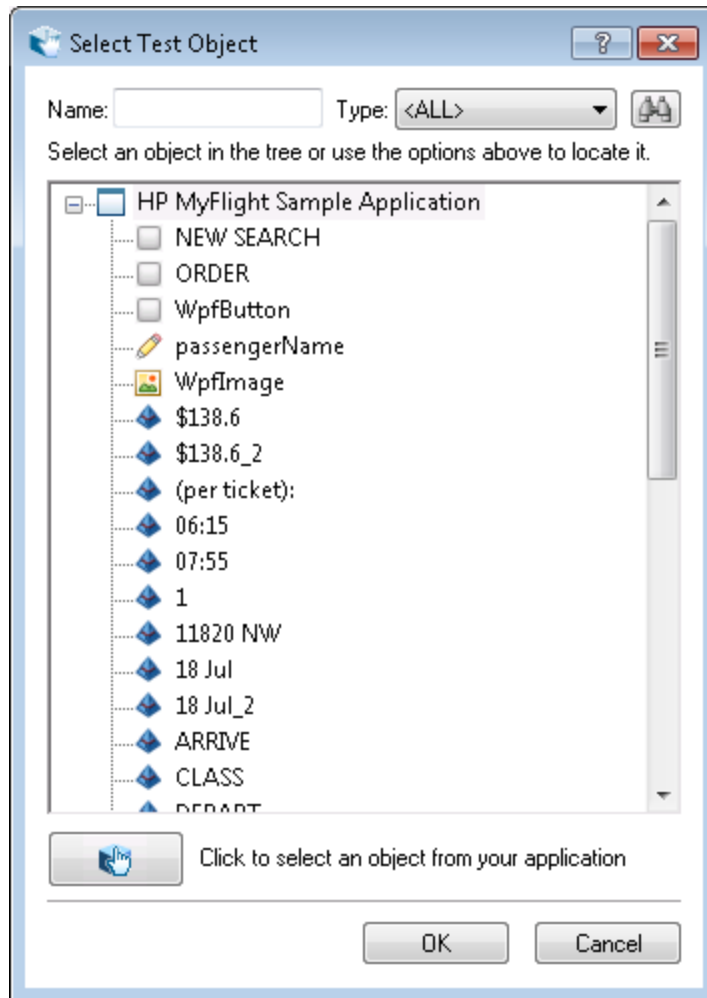 Select Test Object
Name: Type: <ALL>
Select an object in the tree or use the options above to locate it.
HP MyFlight Sample Application
NEW SEARCH
ORDER
WpfButton
passengerName
WpfImage
$138.6
$138.6_2
(per ticket):
06:15
07:55
1
11820 NW
18 Jul
18 Jul_2
ARRIVE
CLASS
DEPART
Click to select an object from your application
OK Cancel